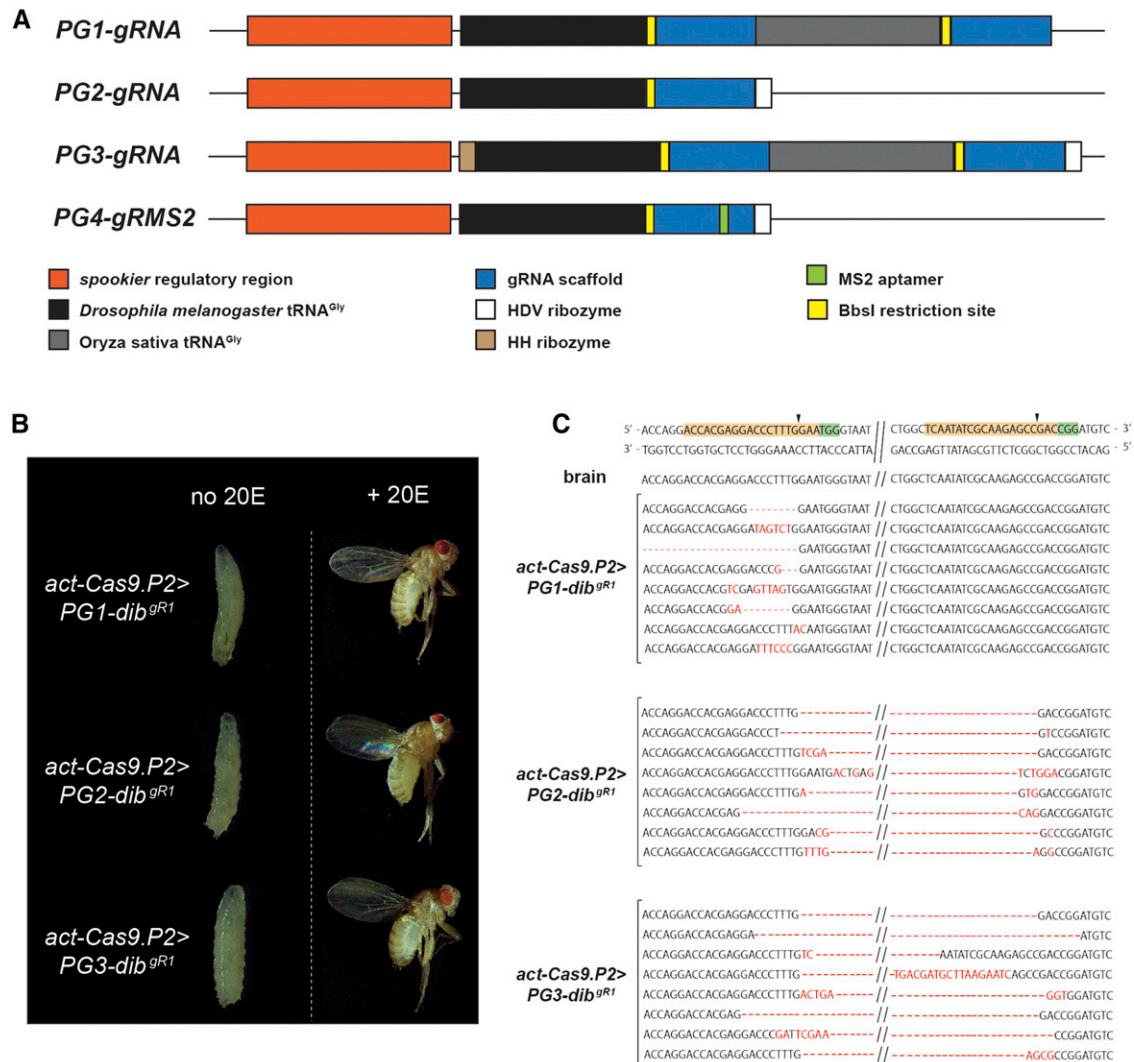 A
PG1-gRNA
PG2-gRNA
PG3-gRNA
PG4-gRMS2
spookier regulatory region
Drosophila melanogaster tRNAGly
Oryza sativa tRNAGly
gRNA scaffold
HDV ribozyme
HH ribozyme
MS2 aptamer
BbsI restriction site
B
no 20E
+ 20E
act-Cas9.P2>
PG1-dibgR1
act-Cas9.P2>
PG2-dibgR1
act-Cas9.P2>
PG3-dibgR1
C
5' - ACCAGGACCACGAGGACCCTTTGGAATGGGTAAT // CTGGCTCAATATCGCAAGAGCCGACCGGATGTC - 3'
3' - TGGTCCTGGTGCTCCTGGGAAACCTTACCCATTA // GACCGAGTTATAGCGTTCTCGGCTGGCCTACAG - 5'
brain
ACCAGGACCACGAGGACCCTTTGGAATGGGTAAT // CTGGCTCAATATCGCAAGAGCCGACCGGATGTC
act-Cas9.P2>
PG1-dibgR1
ACCAGGACCACGAGG--------GAATGGGTAAT // CTGGCTCAATATCGCAAGAGCCGACCGGATGTC
ACCAGGACCACGAGGATAGTCTGGAATGGGTAAT // CTGGCTCAATATCGCAAGAGCCGACCGGATGTC
-----------------------GAATGGGTAAT // CTGGCTCAATATCGCAAGAGCCGACCGGATGTC
ACCAGGACCACGAGGACCCG---GAATGGGTAAT // CTGGCTCAATATCGCAAGAGCCGACCGGATGTC
ACCAGGACCACGTCGAGTTAGTGGAATGGGTAAT // CTGGCTCAATATCGCAAGAGCCGACCGGATGTC
ACCAGGACCACGGA---------GGAATGGGTAAT // CTGGCTCAATATCGCAAGAGCCGACCGGATGTC
ACCAGGACCACGAGGACCCTTTACAATGGGTAAT // CTGGCTCAATATCGCAAGAGCCGACCGGATGTC
ACCAGGACCACGAGGATTTCCCGGAATGGGTAAT // CTGGCTCAATATCGCAAGAGCCGACCGGATGTC
act-Cas9.P2>
PG2-dibgR1
ACCAGGACCACGAGGACCCTTTG----------- // ----------------------GACCGGATGTC
ACCAGGACCACGAGGACCCT-------------- // ----------------------GTCCGGATGTC
ACCAGGACCACGAGGACCCTTTGTCGA------- // ----------------------GACCGGATGTC
ACCAGGACCACGAGGACCCTTTGGAATGACTGAG // -------------------TCTGGACGGATGTC
ACCAGGACCACGAGGACCCTTTGA---------- // -------------------GTGGACCGGATGTC
ACCAGGACCACGAG-------------------- // -------------------CAGGACCGGATGTC
ACCAGGACCACGAGGACCCTTTGGACG------- // ----------------------GCCCGGATGTC
ACCAGGACCACGAGGACCCTTTGTTTG------- // ---------------------AGGCCGGATGTC
act-Cas9.P2>
PG3-dibgR1
ACCAGGACCACGAGGACCCTTTG----------- // ----------------------GACCGGATGTC
ACCAGGACCACGAGGA------------------ // ----------------------------ATGTC
ACCAGGACCACGAGGACCCTTTGTC--------- // -------AATATCGCAAGAGCCGACCGGATGTC
ACCAGGACCACGAGGACCCTTTG----------- // -TGACGATGCTTAAGAATCAGCCGACCGGATGTC
ACCAGGACCACGAGGACCCTTTGACTGA------ // -----------------------GGTGGATGTC
ACCAGGACCACGAG-------------------- // ----------------------GACCGGATGTC
ACCAGGACCACGAGGACCCGATTCGAA------- // ------------------------CCGGATGTC
ACCAGGACCACGAGGACCCTTTG----------- // --------------------AGCGCCGGATGTC